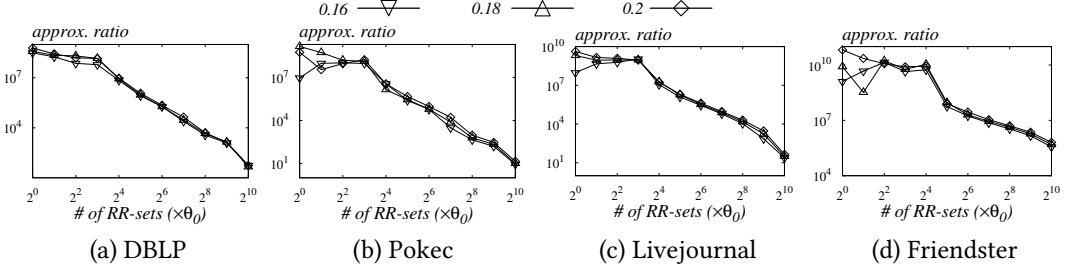 0.16 0.18 0.2
approx. ratio approx. ratio approx. ratio approx. ratio
10^7 10^4
10^7 10^4 10^1
10^10 10^7 10^4 10^1
10^10 10^7 10^4
2^0 2^2 2^4 2^6 2^8 2^10
2^0 2^2 2^4 2^6 2^8 2^10
2^0 2^2 2^4 2^6 2^8 2^10
2^0 2^2 2^4 2^6 2^8 2^10
# of RR-sets (×θ_0) # of RR-sets (×θ_0) # of RR-sets (×θ_0) # of RR-sets (×θ_0)
(a) DBLP (b) Pokec (c) Livejournal (d) Friendster